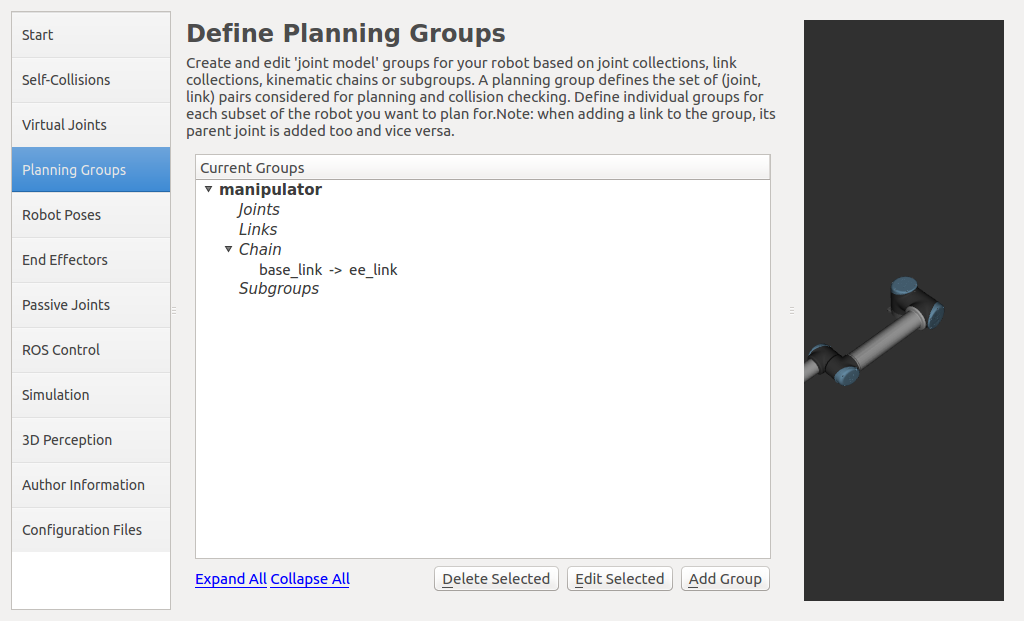 Start
Self-Collisions
Virtual Joints
Planning Groups
Robot Poses
End Effectors
Passive Joints
ROS Control
Simulation
3D Perception
Author Information
Configuration Files
Define Planning Groups
Create and edit 'joint model' groups for your robot based on joint collections, link
collections, kinematic chains or subgroups. A planning group defines the set of (joint,
link) pairs considered for planning and collision checking. Define individual groups for
each subset of the robot you want to plan for.Note: when adding a link to the group, its
parent joint is added too and vice versa.
Current Groups
manipulator
Joints
Links
Chain
base_link -> ee_link
Subgroups
Expand All Collapse All
Delete Selected
Edit Selected
Add Group